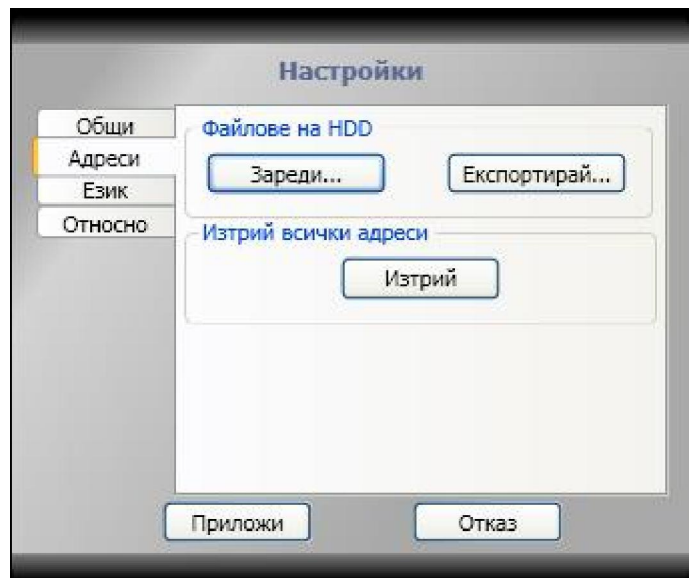 Настройки
Общи
Адреси
Език
Относно
Файлове на HDD
Зареди...
Експортирай...
Изтрий всички адреси
Изтрий
Приложи
Отказ